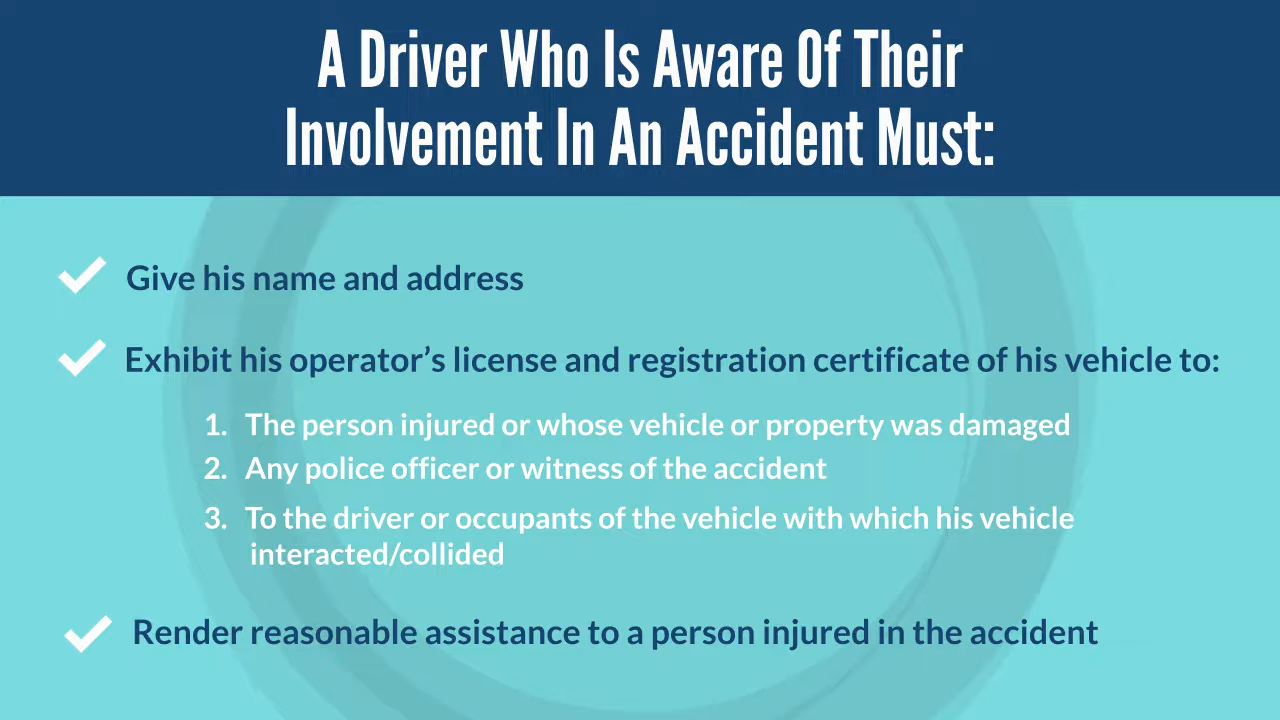 A Driver Who Is Aware Of Their
Involvement In An Accident Must:
Give his name and address
Exhibit his operator’s license and registration certificate of his vehicle to:
1. The person injured or whose vehicle or property was damaged
2. Any police officer or witness of the accident
3. To the driver or occupants of the vehicle with which his vehicle
interacted/collided
Render reasonable assistance to a person injured in the accident